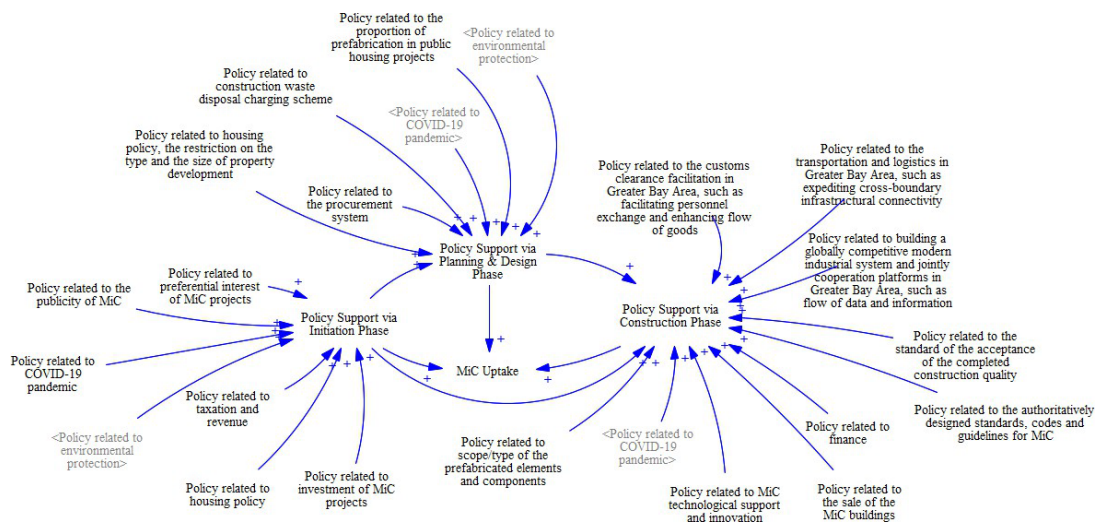 Policy related to the
proportion of
prefabrication in public
housing projects
<Policy related to
environmental
protection>
Policy related to
construction waste
disposal charging scheme
<Policy related to
COVID-19
pandemic>
Policy related to housing
policy, the restriction on
the type and the size of
property
development
Policy related to
the procurement
system
Policy related to the customs
clearance facilitation in
Greater Bay Area, such as
facilitating personnel
exchange and enhancing flow
of goods
Policy related to the
transportation and logistics in
Greater Bay Area, such as
expediting cross-boundary
infrastructural connectivity
Policy related to building a
globally competitive modern
industrial system and jointly
cooperation platforms in
Greater Bay Area, such as
flow of data and information
Policy Support via
Planning & Design
Phase
Policy related to
preferential interest
of MiC projects
Policy related to the
publicity of MiC
Policy Support via
Initiation Phase
Policy Support via
Construction Phase
MiC Uptake
Policy related to
COVID-19
pandemic
Policy related to the
standard of the acceptance
of the completed
construction quality
Policy related to
taxation and
revenue
<Policy related to
environmental
protection>
Policy related to
housing policy
Policy related to
investment of MiC
projects
Policy related to
scope/type of the
prefabricated elements
and components
<Policy related to
COVID-19
pandemic>
Policy related to MiC
technological support
and innovation
Policy related to
the sale of the
MiC buildings
Policy related to
finance
Policy related to the authoritatively
designed standards, codes and
guidelines for MiC